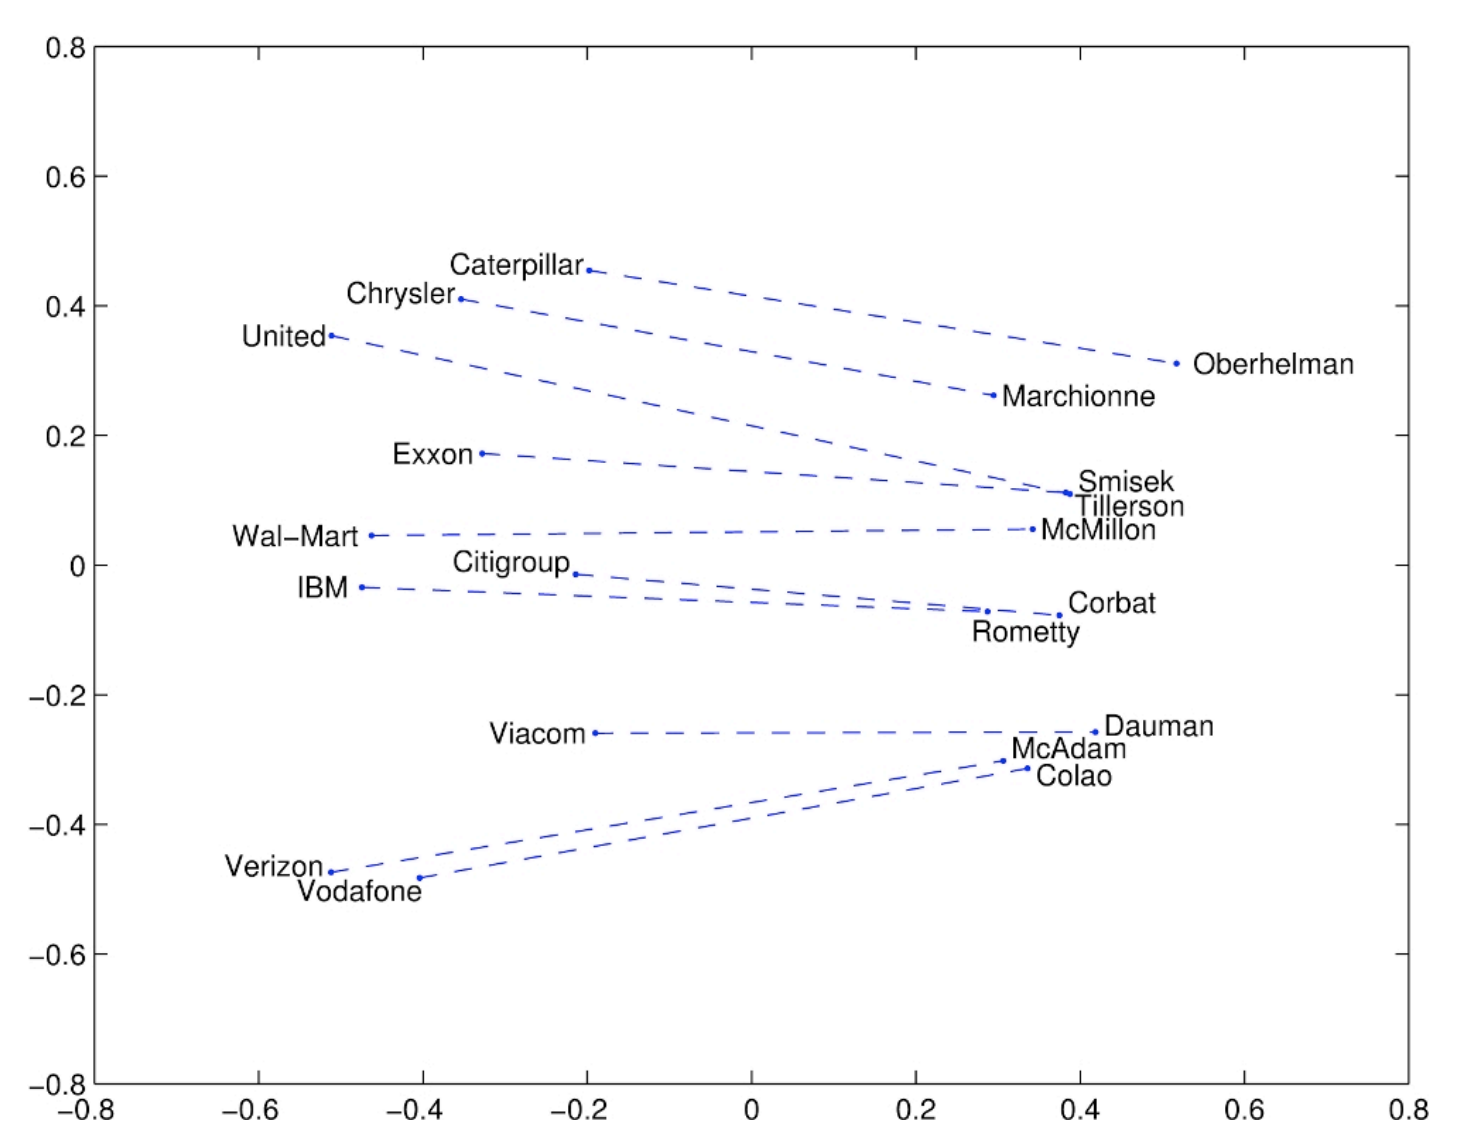 0.8
0.6
Caterpillar
Chrysler
0.4
United
Oberhelman
Marchionne
0.2
Exxon
Smisek
Tillerson
Wal−Mart
McMillon
Citigroup
0
IBM
Corbat
Rometty
−0.2
Viacom
Dauman
McAdam
Colao
−0.4
Verizon
Vodafone
−0.6
−0.8
−0.8 −0.6 −0.4 −0.2 0 0.2 0.4 0.6 0.8